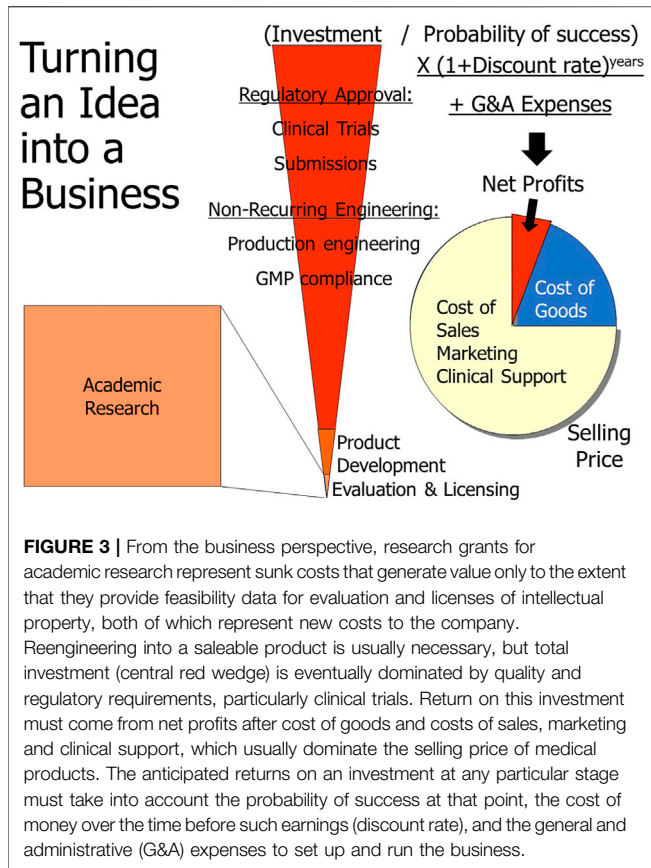 Turning
an Idea
into a
Business
(Investment / Probability of success)
X (1+Discount rate)years
+ G&A Expenses
Net Profits
Regulatory Approval:
Clinical Trials
Submissions
Non-Recurring Engineering:
Production engineering
GMP compliance
Cost of
Goods
Cost of
Sales
Marketing
Clinical Support
Selling
Price
Academic
Research
Product
Development
Evaluation & Licensing
FIGURE 3 | From the business perspective, research grants for
academic research represent sunk costs that generate value only to the extent
that they provide feasibility data for evaluation and licenses of intellectual
property, both of which represent new costs to the company.
Reengineering into a saleable product is usually necessary, but total
investment (central red wedge) is eventually dominated by quality and
regulatory requirements, particularly clinical trials. Return on this investment
must come from net profits after cost of goods and costs of sales, marketing
and clinical support, which usually dominate the selling price of medical
products. The anticipated returns on an investment at any particular stage
must take into account the probability of success at that point, the cost of
money over the time before such earnings (discount rate), and the general and
administrative (G&A) expenses to set up and run the business.